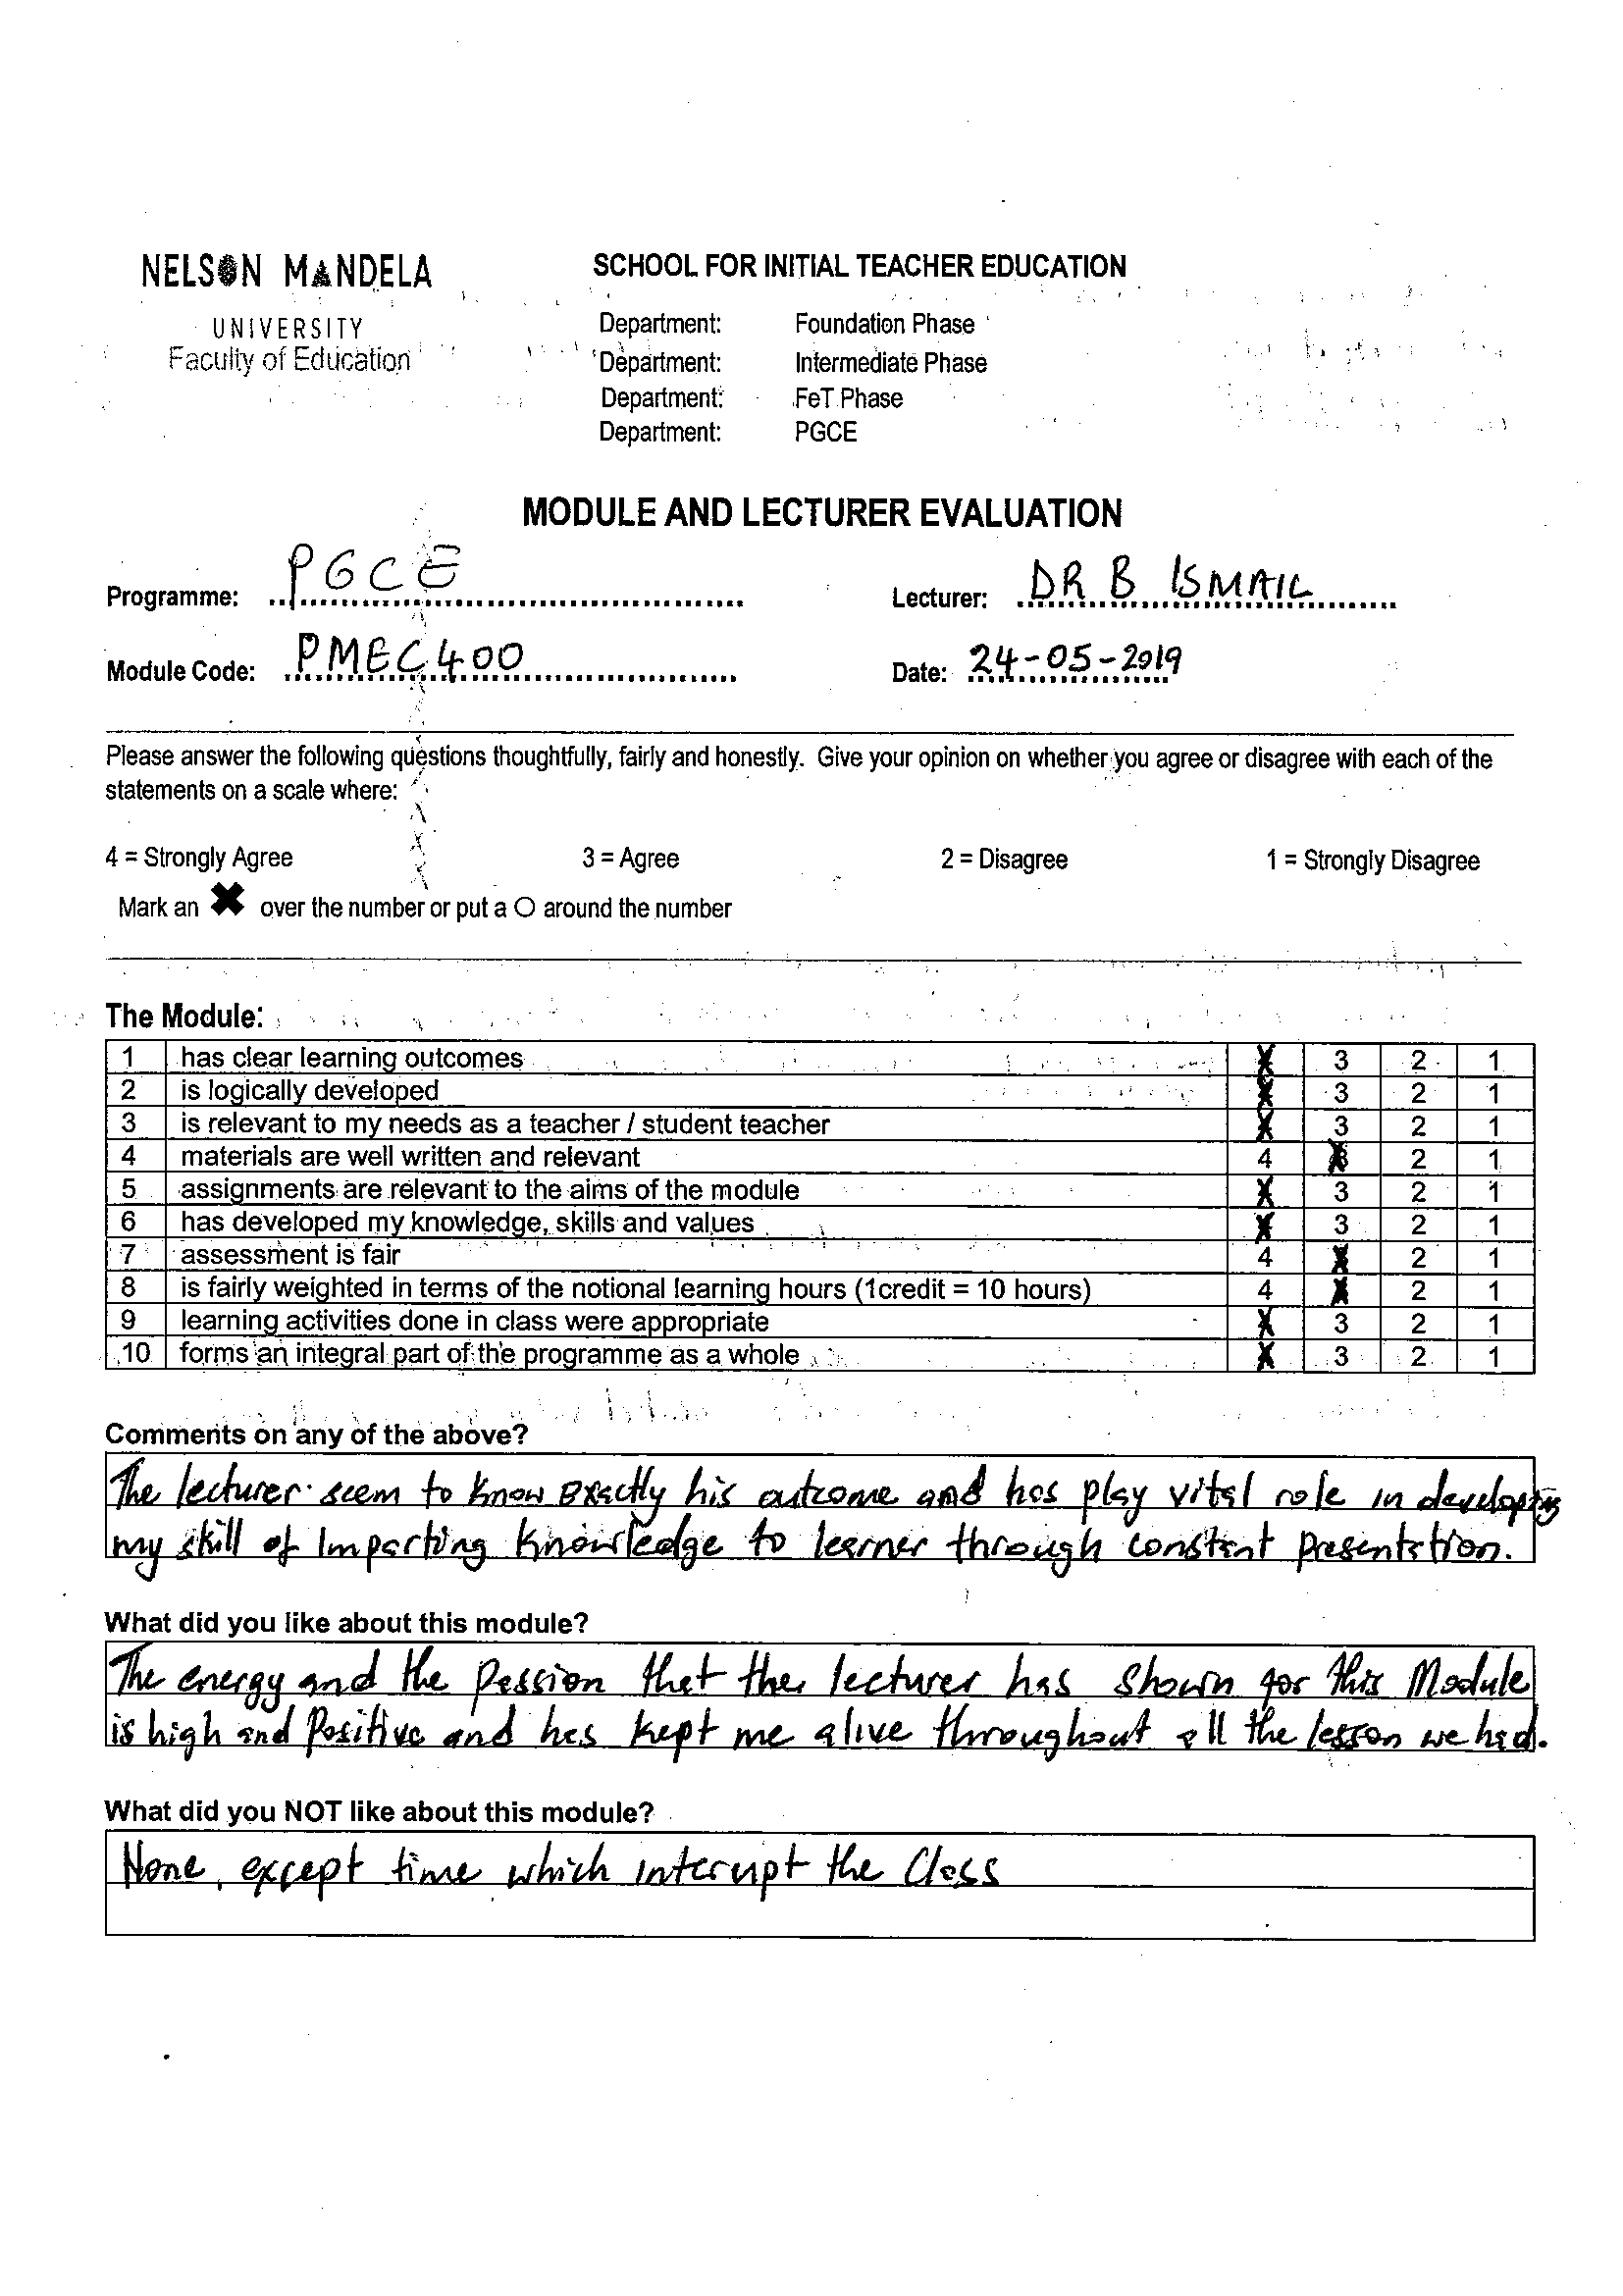 NELSON MANDELA
UNIVERSITY
Faculty of Education
SCHOOL FOR INITIAL TEACHER EDUCATION
Department: Foundation Phase
Department: Intermediate Phase
Department: FeT Phase
Department: PGCE
MODULE AND LECTURER EVALUATION
Programme: PGCE Lecturer: DR B ISMAIL
Module Code: PMEC400 Date: 24-05-2019
Please answer the following questions thoughtfully, fairly and honestly. Give your opinion on whether you agree or disagree with each of the
statements on a scale where:
4 = Strongly Agree 3 = Agree 2 = Disagree 1 = Strongly Disagree
Mark an ✖ over the number or put a O around the number
The Module:
1 has clear learning outcomes X 3 2 1
2 is logically developed X 3 2 1
3 is relevant to my needs as a teacher / student teacher X 3 2 1
4 materials are well written and relevant 4 X 2 1
5 assignments are relevant to the aims of the module X 3 2 1
6 has developed my knowledge, skills and values X 3 2 1
7 assessment is fair 4 X 2 1
8 is fairly weighted in terms of the notional learning hours (1credit = 10 hours) 4 X 2 1
9 learning activities done in class were appropriate X 3 2 1
10 forms an integral part of the programme as a whole X 3 2 1
Comments on any of the above?
The lecturer seem to know Exactly his outcome and has play vital role in developing
my skill of Imparting knowledge to learner through constant presentation.
What did you like about this module?
The energy and the Passion that the lecturer has shown for this Module
is high and Positive and has kept me alive throughout all the lesson we had.
What did you NOT like about this module?
None, except time which interupt the Class